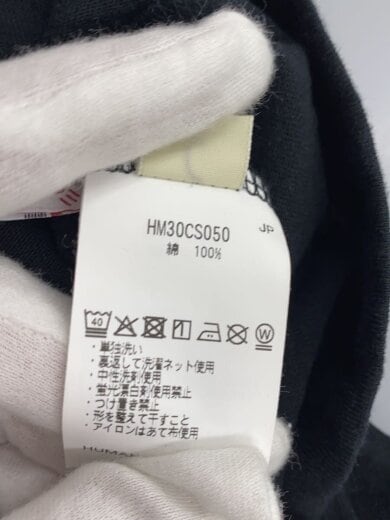 HM30CS050
JP
綿 100%
40
W
・単独洗い
・裏返して洗濯ネット使用
・中性洗剤使用
・蛍光漂白剤使用禁止
・つけ置き禁止
・形を整えて干すこと
・アイロンはあて布使用
HUMA